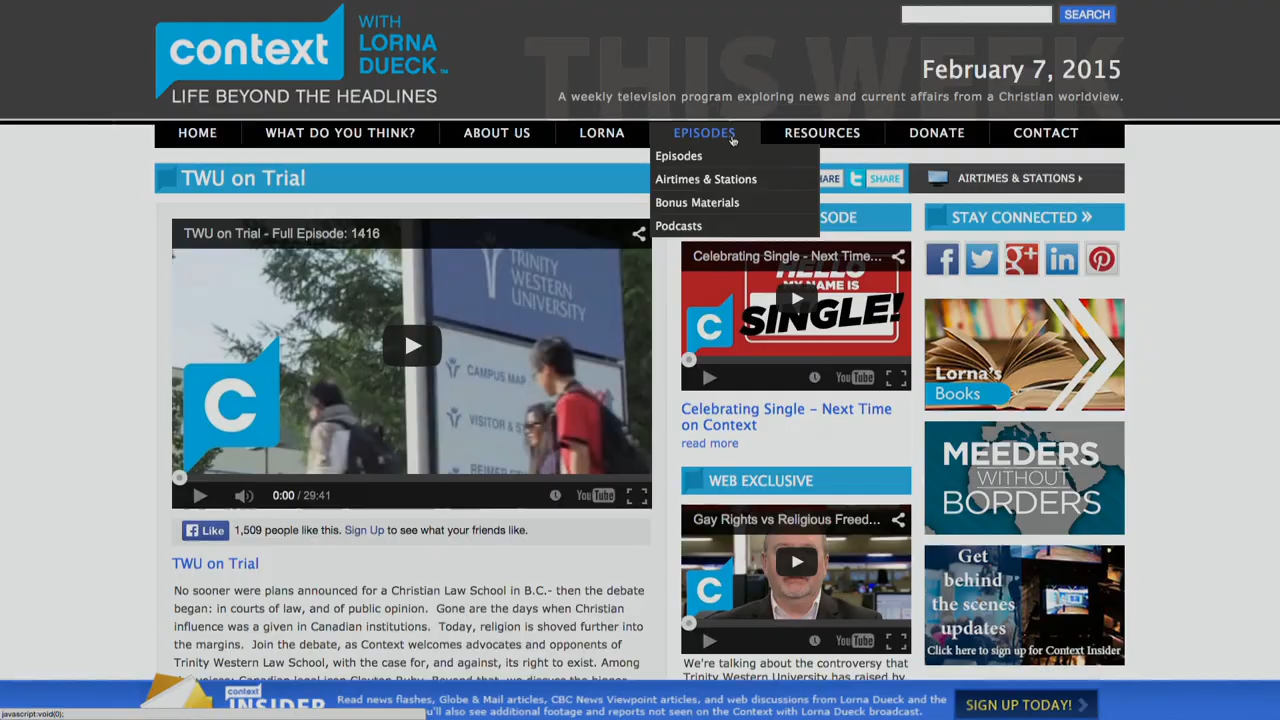 context
WITH
LORNA
DUECK™
LIFE BEYOND THE HEADLINES
THIS WEEK
SEARCH
February 7, 2015
A weekly television program exploring news and current affairs from a Christian worldview.
HOME
WHAT DO YOU THINK?
ABOUT US
LORNA
EPISODES
RESOURCES
DONATE
CONTACT
Episodes
Airtimes & Stations
Bonus Materials
Podcasts
TWU on Trial
SHARE
AIRTIMES & STATIONS
TWU on Trial - Full Episode: 1416
TRINITY
WESTERN
UNIVERSITY
CAMPUS MAP
C
0:00 / 29:41
YouTube
Like
1,509 people like this. Sign Up to see what your friends like.
TWU on Trial
No sooner were plans announced for a Christian Law School in B.C.- then the debate
began: in courts of law, and of public opinion. Gone are the days when Christian
influence was a given in Canadian institutions. Today, religion is shoved further into
the margins. Join the debate, as Context welcomes advocates and opponents of
Trinity Western Law School, with the case for, and against, its right to exist. Among
Celebrating Single - Next Time...
HELLO
MY NAME IS
SINGLE!
C
YouTube
Celebrating Single – Next Time
on Context
read more
WEB EXCLUSIVE
Gay Rights vs Religious Freed...
C
YouTube
We're talking about the controversy that
Trinity Western University has raised by
STAY CONNECTED
Lorna's
Books
MEEDERS
WITHOUT
BORDERS
Get
behind
the scenes
updates
Click here to sign up for Context Insider
context
INSIDER
Read news flashes, Globe & Mail articles, CBC News Viewpoint articles, and web discussions from Lorna Dueck and the
you'll also see additional footage and reports not seen on the Context with Lorna Dueck broadcast.
SIGN UP TODAY!
javascript:void(0);